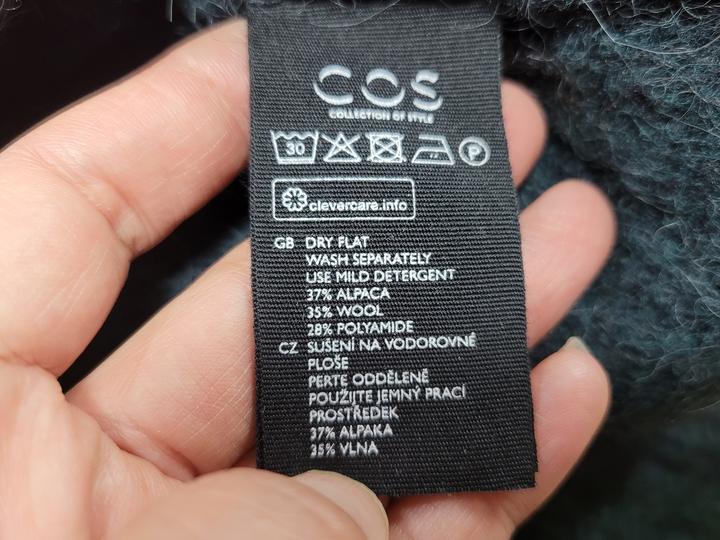 COS
COLLECTION OF STYLE
30
P
clevercare.info
GB DRY FLAT
WASH SEPARATELY
USE MILD DETERGENT
37% ALPACA
35% WOOL
28% POLYAMIDE
CZ SUŠENÍ NA VODOROVNÉ
PLOŠE
PERTE ODDĚLENĚ
POUŽIJTE JEMNÝ PRACÍ
PROSTŘEDEK
37% ALPAKA
35% VLNA